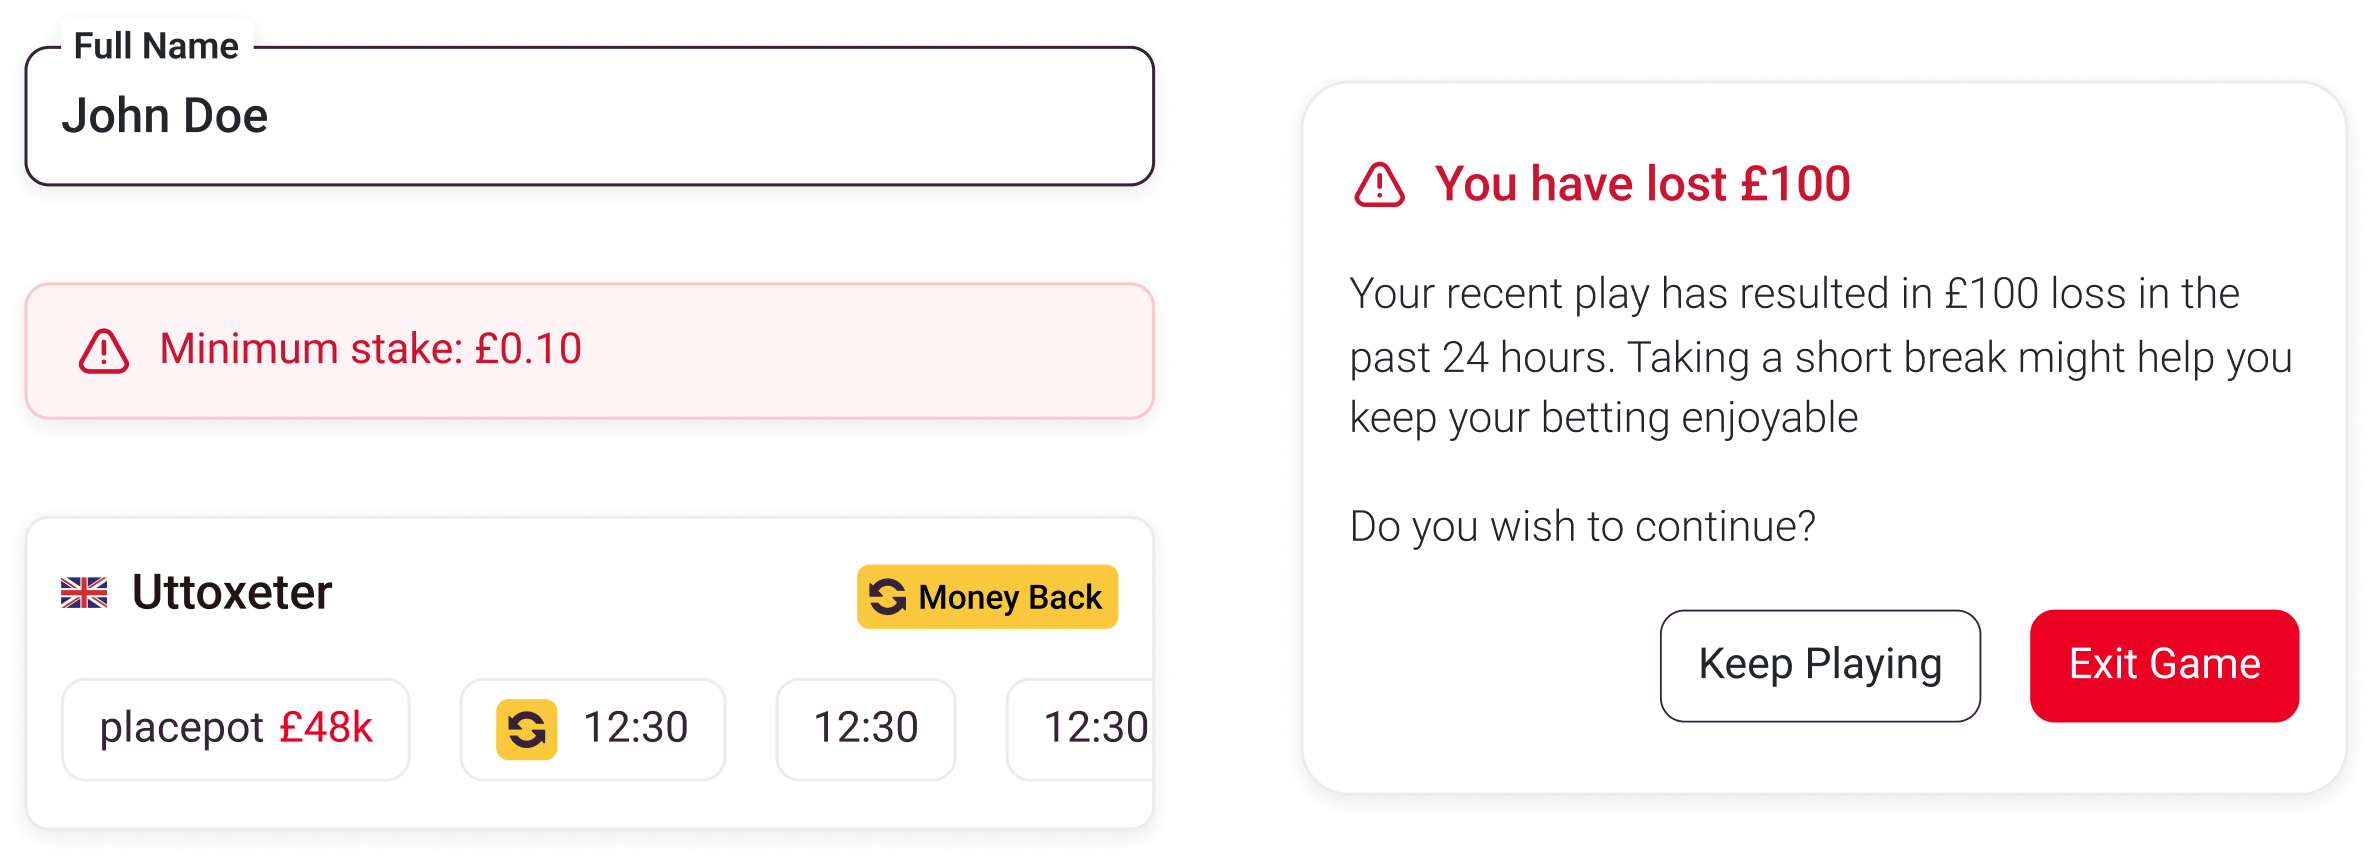 Full Name
John Doe
Minimum stake: £0.10
Uttoxeter
Money Back
placepot £48k
12:30
12:30
12:30
You have lost £100
Your recent play has resulted in £100 loss in the
past 24 hours. Taking a short break might help you
keep your betting enjoyable
Do you wish to continue?
Keep Playing
Exit Game